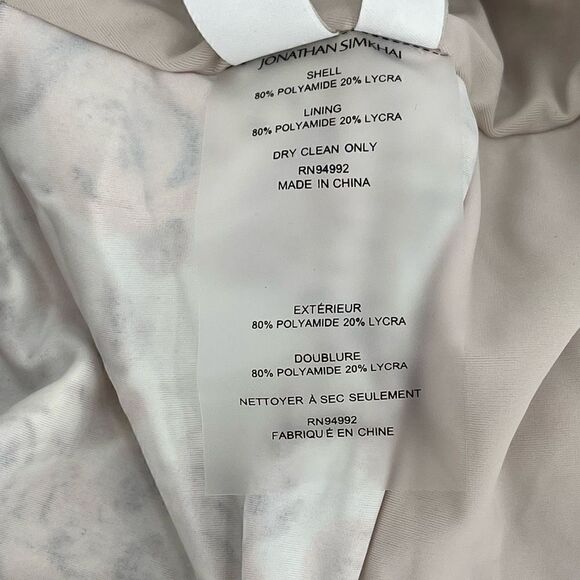 JONATHAN SIMKHAI
SHELL
80% POLYAMIDE 20% LYCRA
LINING
80% POLYAMIDE 20% LYCRA
DRY CLEAN ONLY
RN94992
MADE IN CHINA
EXTÉRIEUR
80% POLYAMIDE 20% LYCRA
DOUBLURE
80% POLYAMIDE 20% LYCRA
NETTOYER À SEC SEULEMENT
RN94992
FABRIQUÉ EN CHINE